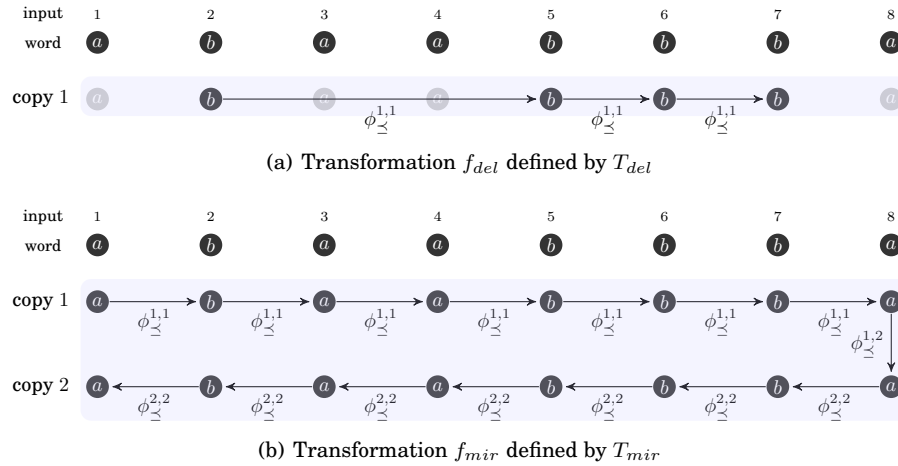 input 1 2 3 4 5 6 7 8
word a b a a b b b a
copy 1 a b a a b b b a
ϕ⪯^{1,1} ϕ⪯^{1,1} ϕ⪯^{1,1}
(a) Transformation f_{del} defined by T_{del}
input 1 2 3 4 5 6 7 8
word a b a a b b b a
copy 1 a b a a b b b a
ϕ⪯^{1,1} ϕ⪯^{1,1} ϕ⪯^{1,1} ϕ⪯^{1,1} ϕ⪯^{1,1} ϕ⪯^{1,1} ϕ⪯^{1,1}
ϕ⪯^{1,2}
copy 2 a b a a b b b a
ϕ⪯^{2,2} ϕ⪯^{2,2} ϕ⪯^{2,2} ϕ⪯^{2,2} ϕ⪯^{2,2} ϕ⪯^{2,2} ϕ⪯^{2,2}
(b) Transformation f_{mir} defined by T_{mir}